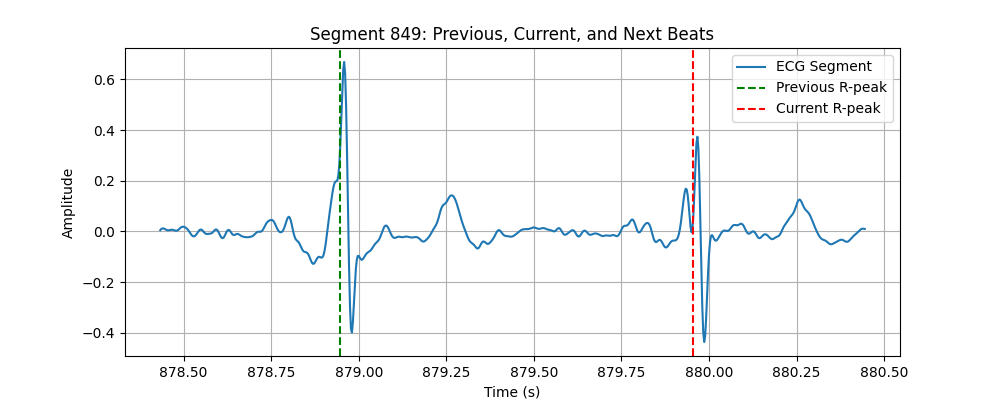 Segment 849: Previous, Current, and Next Beats
Amplitude
0.6
0.4
0.2
0.0
−0.2
−0.4
ECG Segment
Previous R-peak
Current R-peak
878.50 878.75 879.00 879.25 879.50 879.75 880.00 880.25 880.50
Time (s)